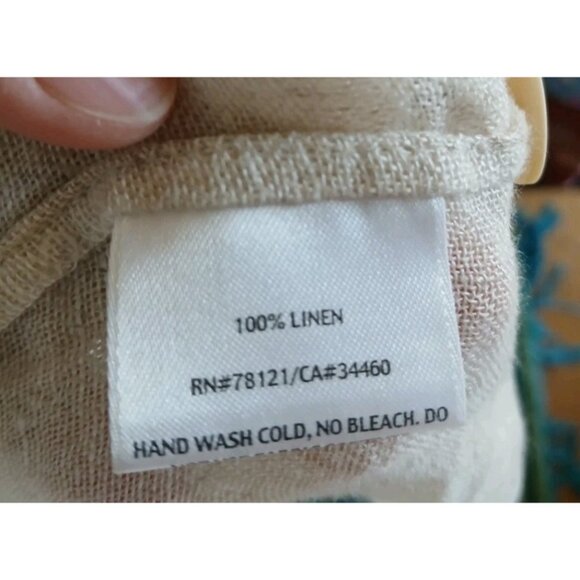 100% LINEN
RN#78121/CA#34460
HAND WASH COLD, NO BLEACH. DO